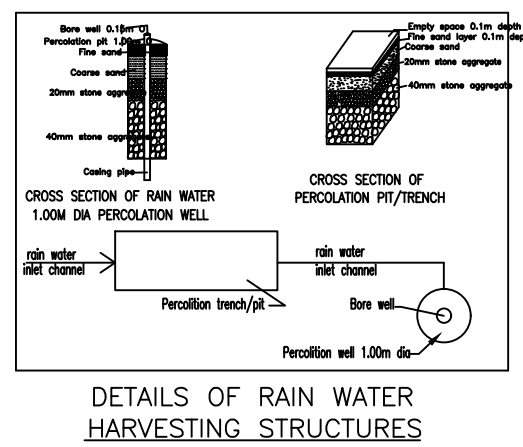 Bore well 0.15m
Percolation pit 1.00m
Fine sand
Coarse sand
20mm stone aggregate
40mm stone aggregate
Casing pipe
CROSS SECTION OF RAIN WATER
1.00M DIA PERCOLATION WELL
Empty space 0.1m depth
Fine sand layer 0.1m dep
Coarse sand
20mm stone aggregate
40mm stone aggregate
CROSS SECTION OF
PERCOLATION PIT/TRENCH
rain water
inlet channel
Percolition trench/pit
rain water
inlet channel
Bore well
Percolition well 1.00m dia
DETAILS OF RAIN WATER
HARVESTING STRUCTURES